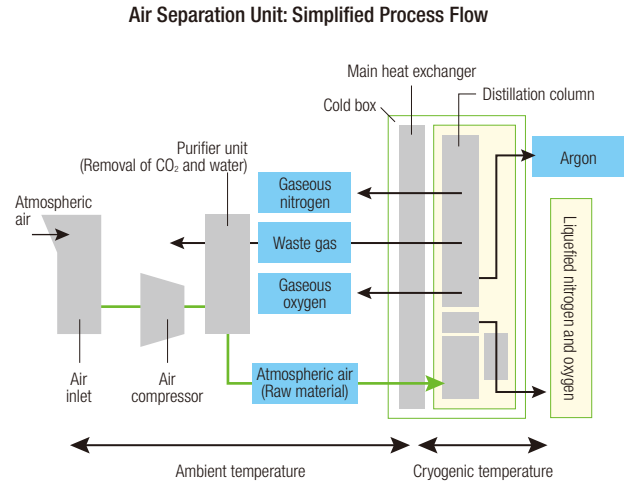 Air Separation Unit: Simplified Process Flow
Main heat exchanger
Cold box
Distillation column
Purifier unit
(Removal of CO₂ and water)
Argon
Gaseous
nitrogen
Atmospheric
air
Waste gas
Gaseous
oxygen
Liquefied nitrogen and oxygen
Air
inlet
Air
compressor
Atmospheric air
(Raw material)
Ambient temperature
Cryogenic temperature